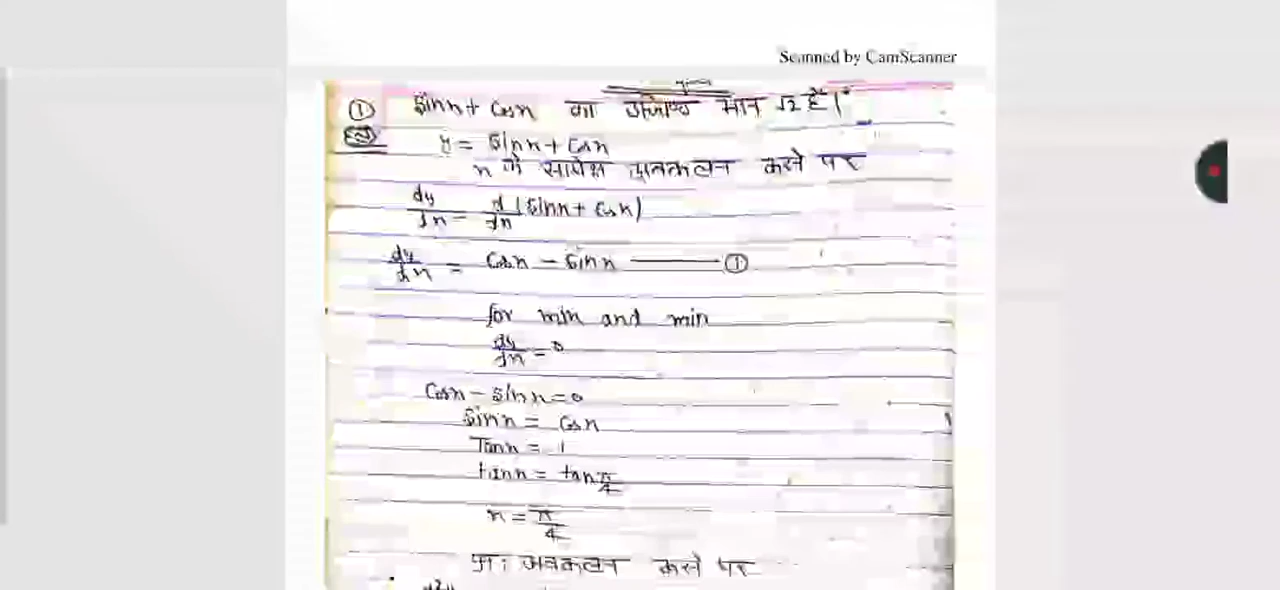 Scanned by CamScanner
① sinx + cosx का मान √2 है।
हल
y = sinx + cosx
x के सापेक्ष अवकलन करने पर
dy/dx = d/dx (sinx + cosx)
dy/dx = cosx - sinx ——— ①
for min and min
dy/dx = 0
cosx - sinx = 0
sinx = cosx
Tanx = 1
tanx = tan π/4
x = π/4
पुन: अवकलन करने पर